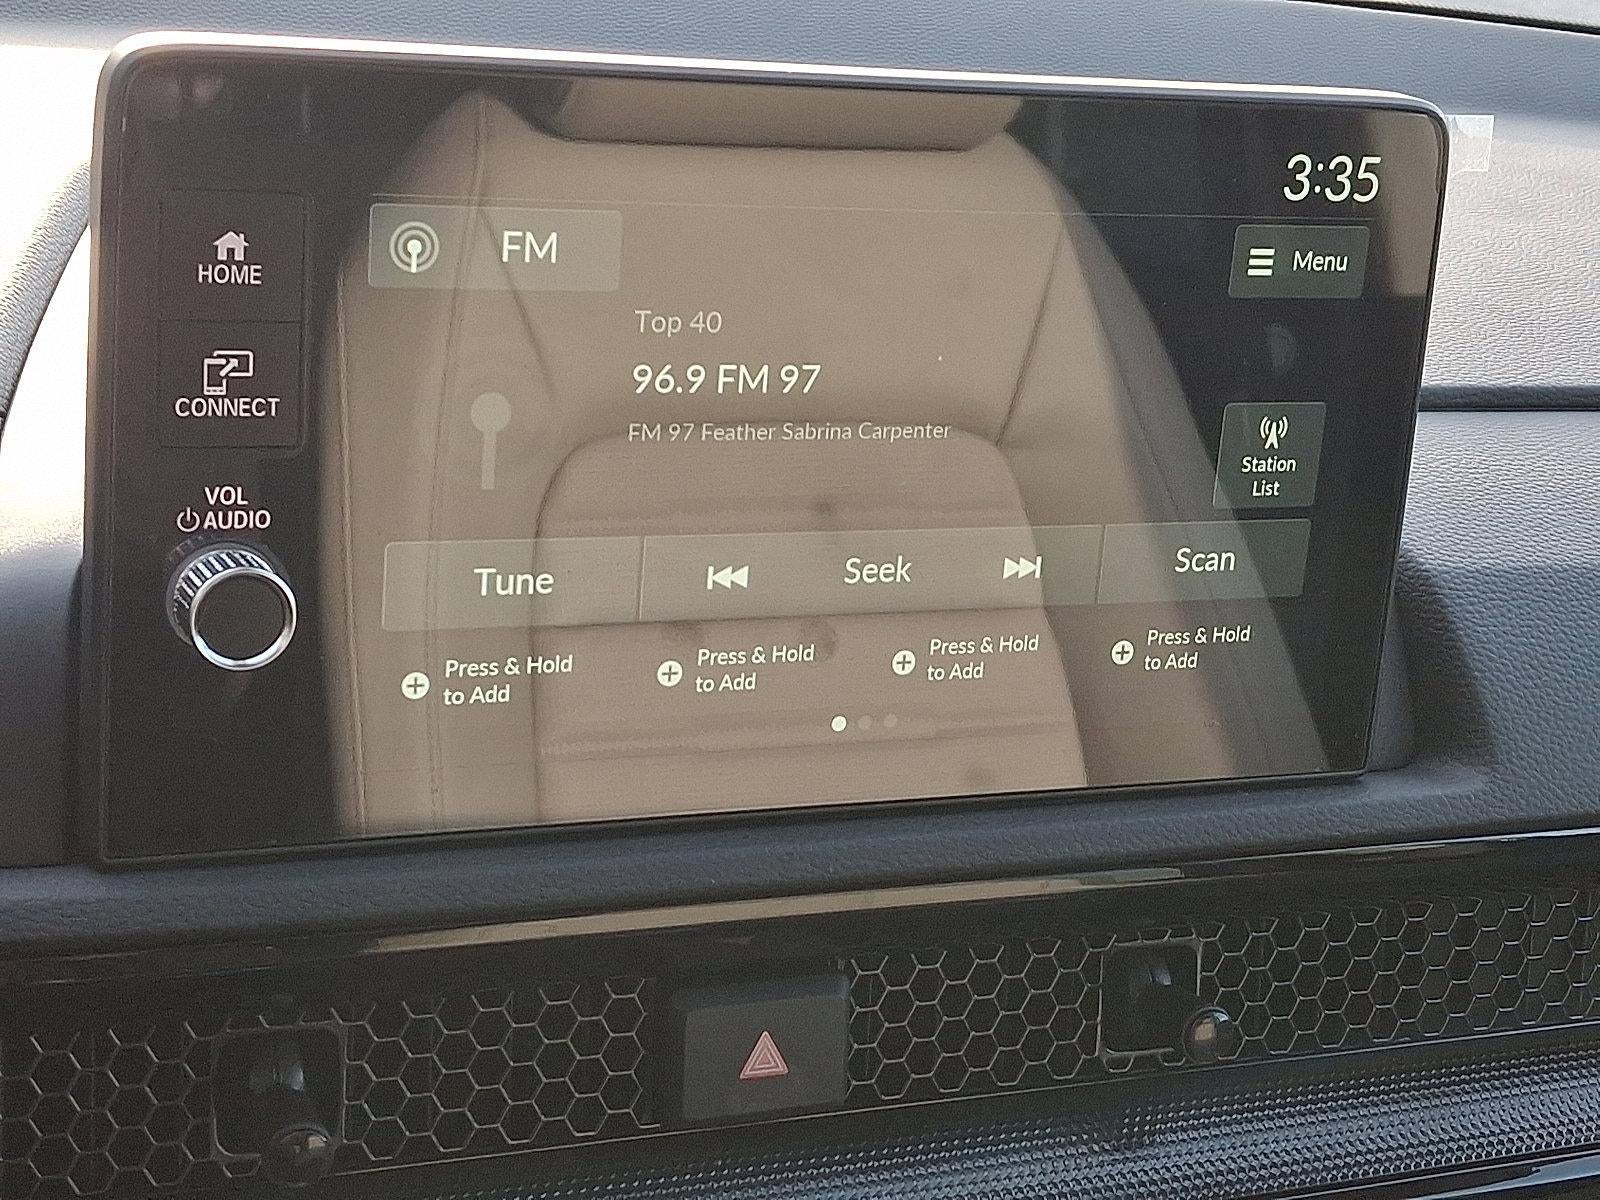 3:35
HOME
FM
Menu
Top 40
CONNECT
96.9 FM 97
FM 97 Feather Sabrina Carpenter
Station
List
VOL
AUDIO
Tune
Seek
Scan
Press & Hold
to Add
Press & Hold
to Add
Press & Hold
to Add
Press & Hold
to Add